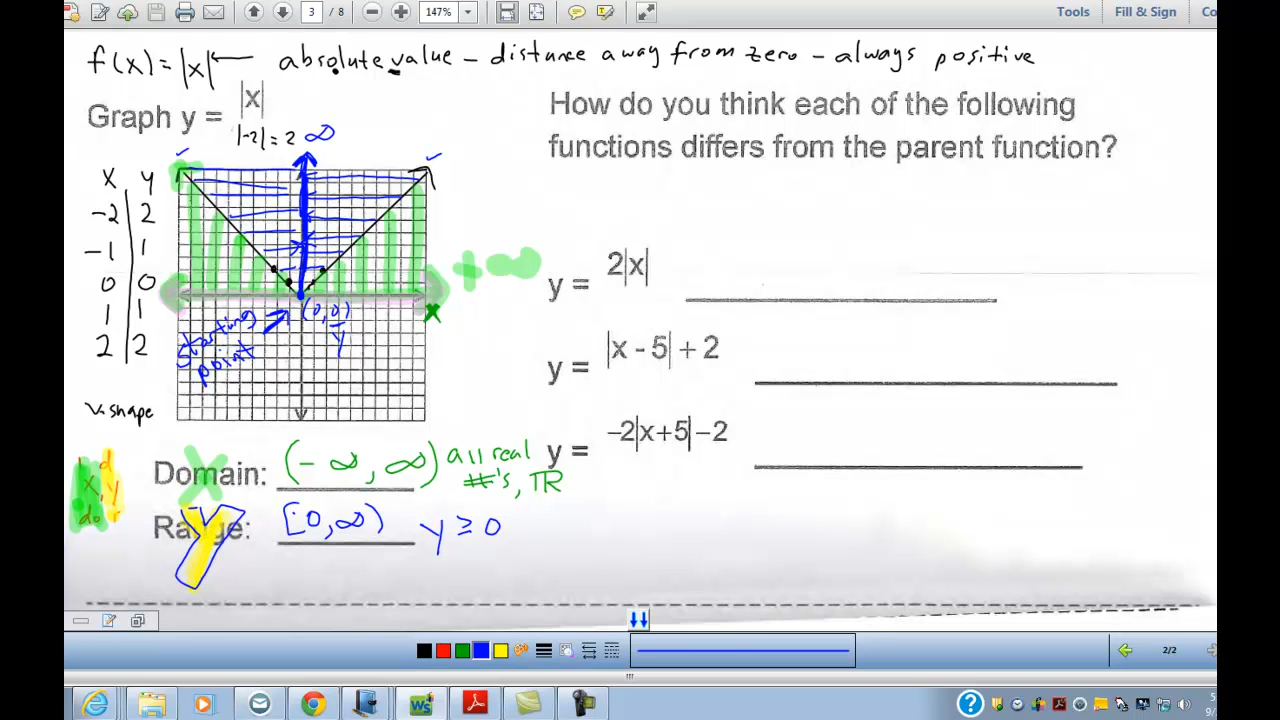 3 / 8
147%
Tools
Fill & Sign
Co
f(x) = |x| ← absolute value - distance away from zero - always positive
Graph y = |x|
|-2| = 2
∞
x y
-2 2
-1 1
0 0
1 1
2 2
v-shape
+∞
x
(0,0)
y
starting
point
Domain: (-∞, ∞) all real
#'s, ℝ
x
Range: [0, ∞) y ≥ 0
y
d
x, y
do r
How do you think each of the following
functions differs from the parent function?
y = 2|x|
y = |x - 5| + 2
y = -2|x+5| - 2
2/2